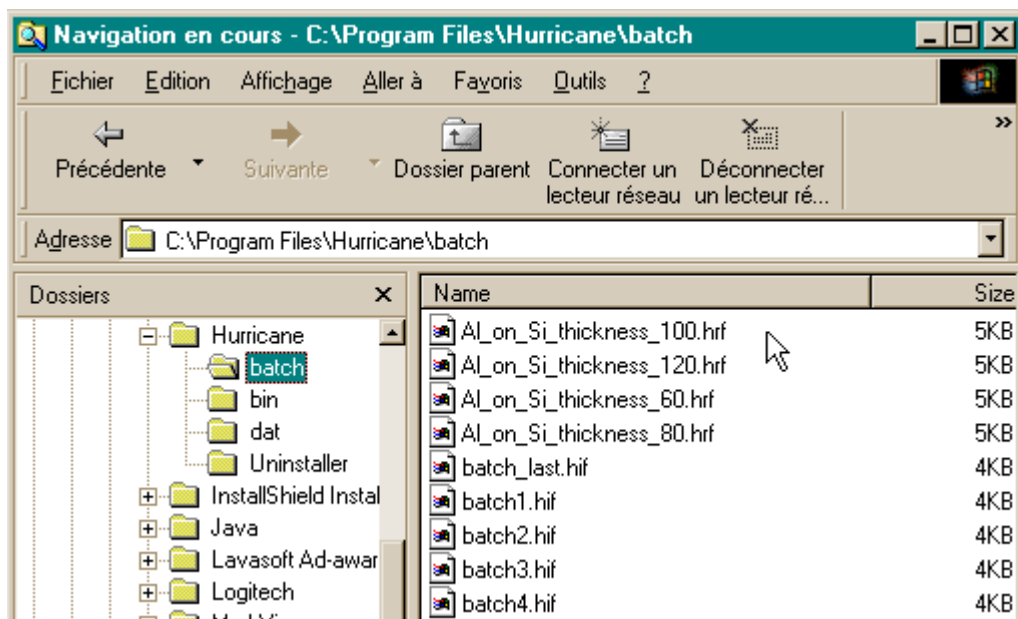 Navigation en cours - C:\Program Files\Hurricane\batch
Fichier Edition Affichage Aller à Favoris Outils ?
Précédente Suivante Dossier parent Connecter un lecteur réseau Déconnecter un lecteur ré... »
Adresse C:\Program Files\Hurricane\batch
Dossiers
Hurricane
batch
bin
dat
Uninstaller
InstallShield Instal
Java
Lavasoft Ad-awar
Logitech
Name Size
Al_on_Si_thickness_100.hrf 5KB
Al_on_Si_thickness_120.hrf 5KB
Al_on_Si_thickness_60.hrf 5KB
Al_on_Si_thickness_80.hrf 5KB
batch_last.hif 4KB
batch1.hif 4KB
batch2.hif 4KB
batch3.hif 4KB
batch4.hif 4KB